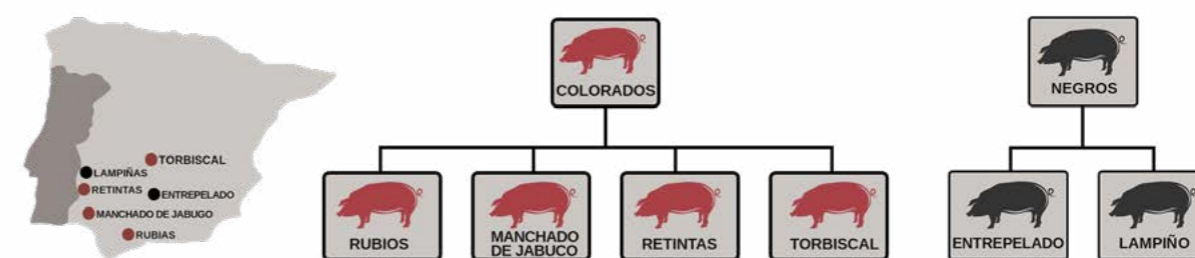 TORBISCAL
LAMPIÑAS
RETINTAS
ENTREPELADO
MANCHADO DE JABUGO
RUBIAS
COLORADOS
RUBIOS
MANCHADO
DE JABUCO
RETINTAS
TORBISCAL
NEGROS
ENTREPELADO
LAMPIÑO